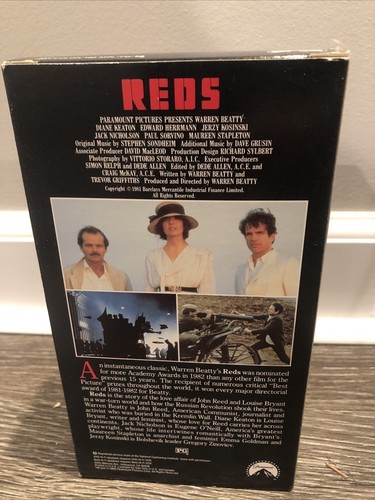 REDS
PARAMOUNT PICTURES PRESENTS WARREN BEATTY
DIANE KEATON EDWARD HERRMANN JERZY KOSINSKI
JACK NICHOLSON PAUL SORVINO MAUREEN STAPLETON
Original Music by STEPHEN SONDHEIM Additional Music by DAVE GRUSIN
Associate Producer DAVID MacLEOD Production Design RICHARD SYLBERT
Photography by VITTORIO STORARO, A.I.C. Executive Producers
SIMON RELPH and DEDE ALLEN Edited by DEDE ALLEN, A.C.E. and
CRAIG McKAY, A.C.E. Written by WARREN BEATTY and
TREVOR GRIFFITHS Produced and Directed by WARREN BEATTY
Copyright © 1981 Barclays Mercantile Industrial Finance Limited.
All Rights Reserved.
An instantaneous classic, Warren Beatty's Reds was nominated
for more Academy Awards in 1982 than any other film for the
previous 15 years. The recipient of numerous critical "Best
Picture" prizes throughout the world, it won every major directorial
award of 1981-1982 for Beatty.
Reds is the story of the love affair of John Reed and Louise Bryant
in a war-torn world and how the Russian Revolution shook their lives.
Warren Beatty is John Reed, American Communist, journalist and
activist who was buried in the Kremlin Wall. Diane Keaton is Louise
Bryant, writer and feminist, whose love for Reed carries her across
continents. Jack Nicholson is Eugene O'Neill, America's greatest
playwright, whose life intertwines romantically with Bryant's.
Maureen Stapleton is anarchist and feminist Emma Goldman and
Jerzy Kosinski is Bolshevik leader Gregory Zinoviev.
PG
Paramount